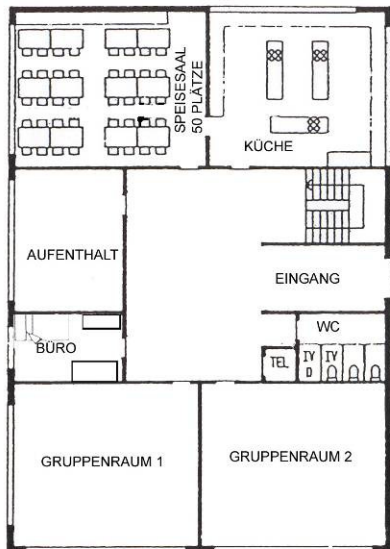 SPEISESAAL
50 PLÄTZE
KÜCHE
AUFENTHALT
EINGANG
WC
BÜRO
TEL
GRUPPENRAUM 1
GRUPPENRAUM 2